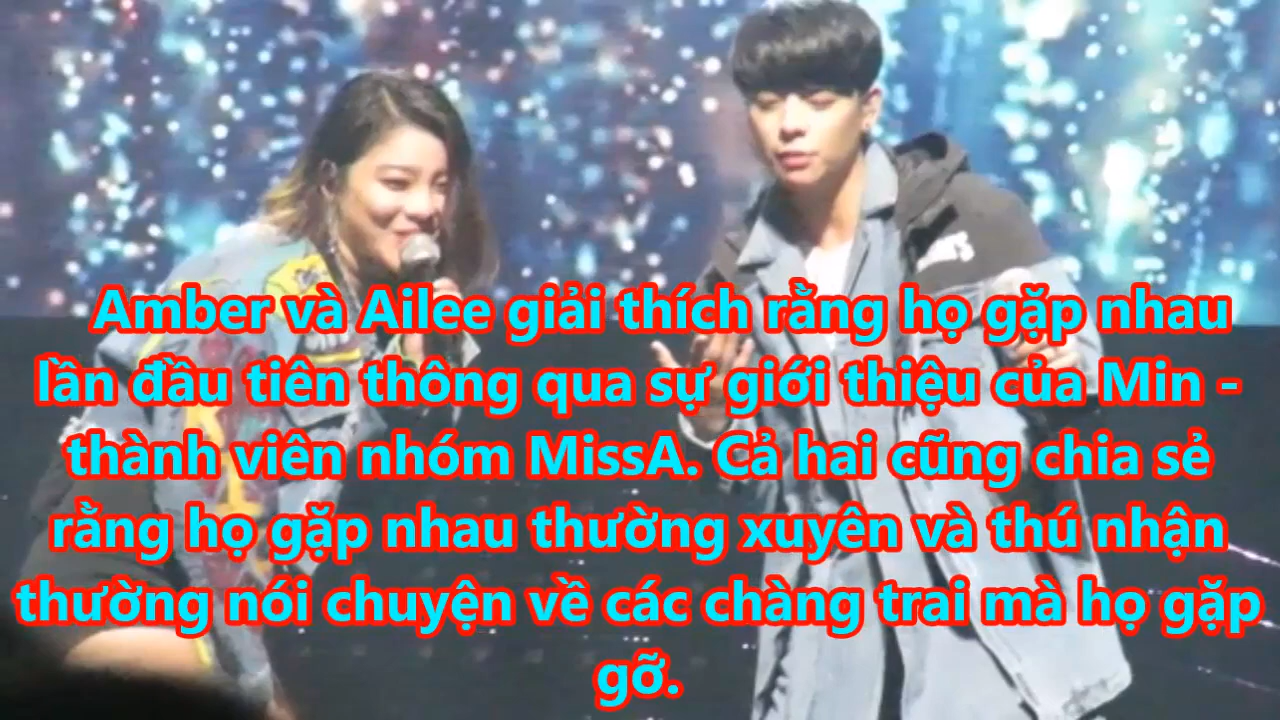 Amber và Ailee giải thích rằng họ gặp nhau
lần đầu tiên thông qua sự giới thiệu của Min -
thành viên nhóm MissA. Cả hai cũng chia sẻ
rằng họ gặp nhau thường xuyên và thú nhận
thường nói chuyện về các chàng trai mà họ gặp
gỡ.